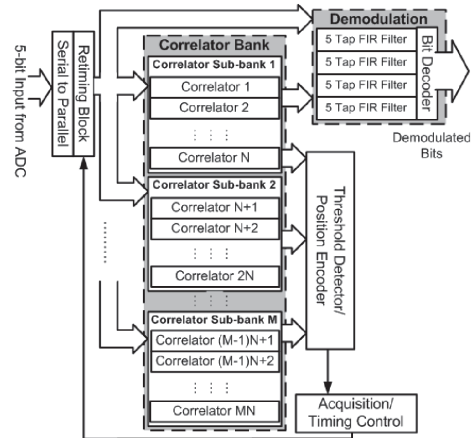 5-bit Input from ADC
Serial to Parallel
Retiming Block
Correlator Bank
Correlator Sub-bank 1
Correlator 1
Correlator 2
Correlator N
Correlator Sub-bank 2
Correlator N+1
Correlator N+2
Correlator 2N
Correlator Sub-bank M
Correlator (M-1)N+1
Correlator (M-1)N+2
Correlator MN
Demodulation
5 Tap FIR Filter
5 Tap FIR Filter
5 Tap FIR Filter
5 Tap FIR Filter
Bit Decoder
Demodulated
Bits
Threshold Detector/
Position Encoder
Acquisition/
Timing Control